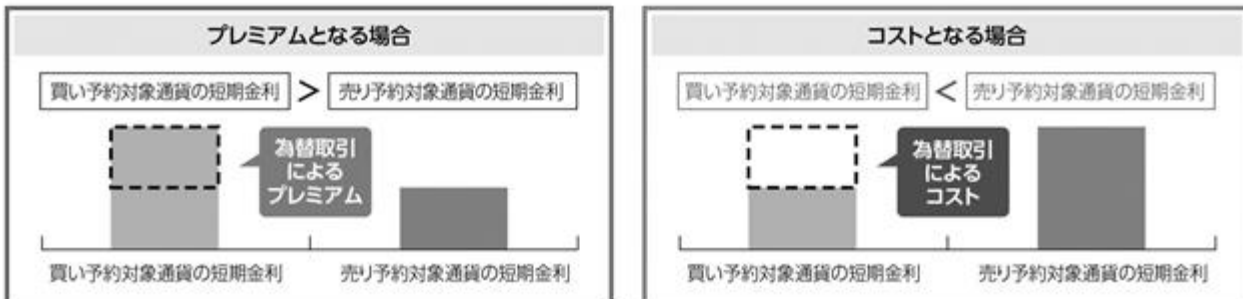 プレミアムとなる場合
買い予約対象通貨の短期金利 > 売り予約対象通貨の短期金利
為替取引
による
プレミアム
買い予約対象通貨の短期金利 売り予約対象通貨の短期金利
コストとなる場合
買い予約対象通貨の短期金利 < 売り予約対象通貨の短期金利
為替取引
による
コスト
買い予約対象通貨の短期金利 売り予約対象通貨の短期金利